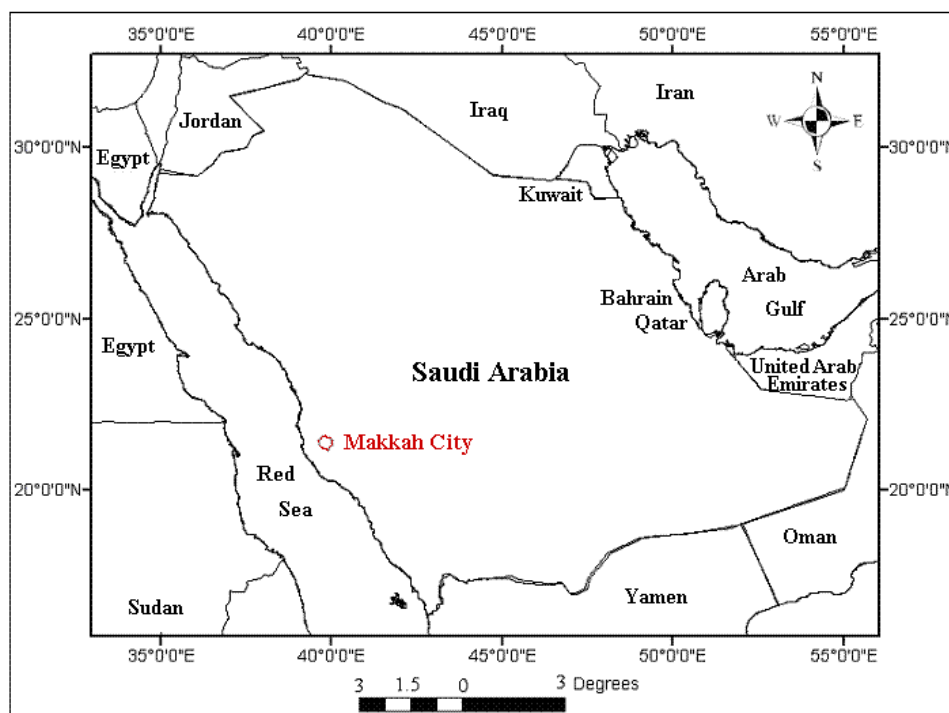 35°0'0"E 40°0'0"E 45°0'0"E 50°0'0"E 55°0'0"E
N
W E
S
Iran
Iraq
Jordan
30°0'0"N 30°0'0"N
Egypt
Kuwait
Arab
Bahrain
Gulf
Qatar
25°0'0"N 25°0'0"N
Egypt
United Arab
Emirates
Saudi Arabia
Makkah City
Red
Sea
20°0'0"N 20°0'0"N
Oman
Yamen
Sudan
35°0'0"E 40°0'0"E 45°0'0"E 50°0'0"E 55°0'0"E
3 1.5 0 3 Degrees